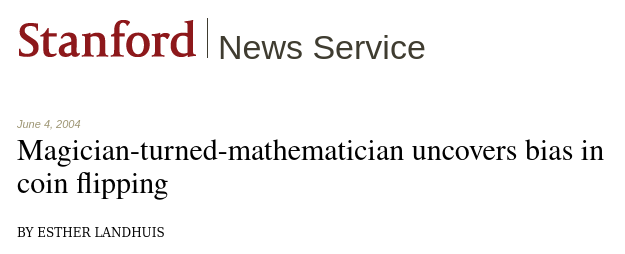 Stanford | News Service
June 4, 2004
Magician-turned-mathematician uncovers bias in
coin flipping
BY ESTHER LANDHUIS